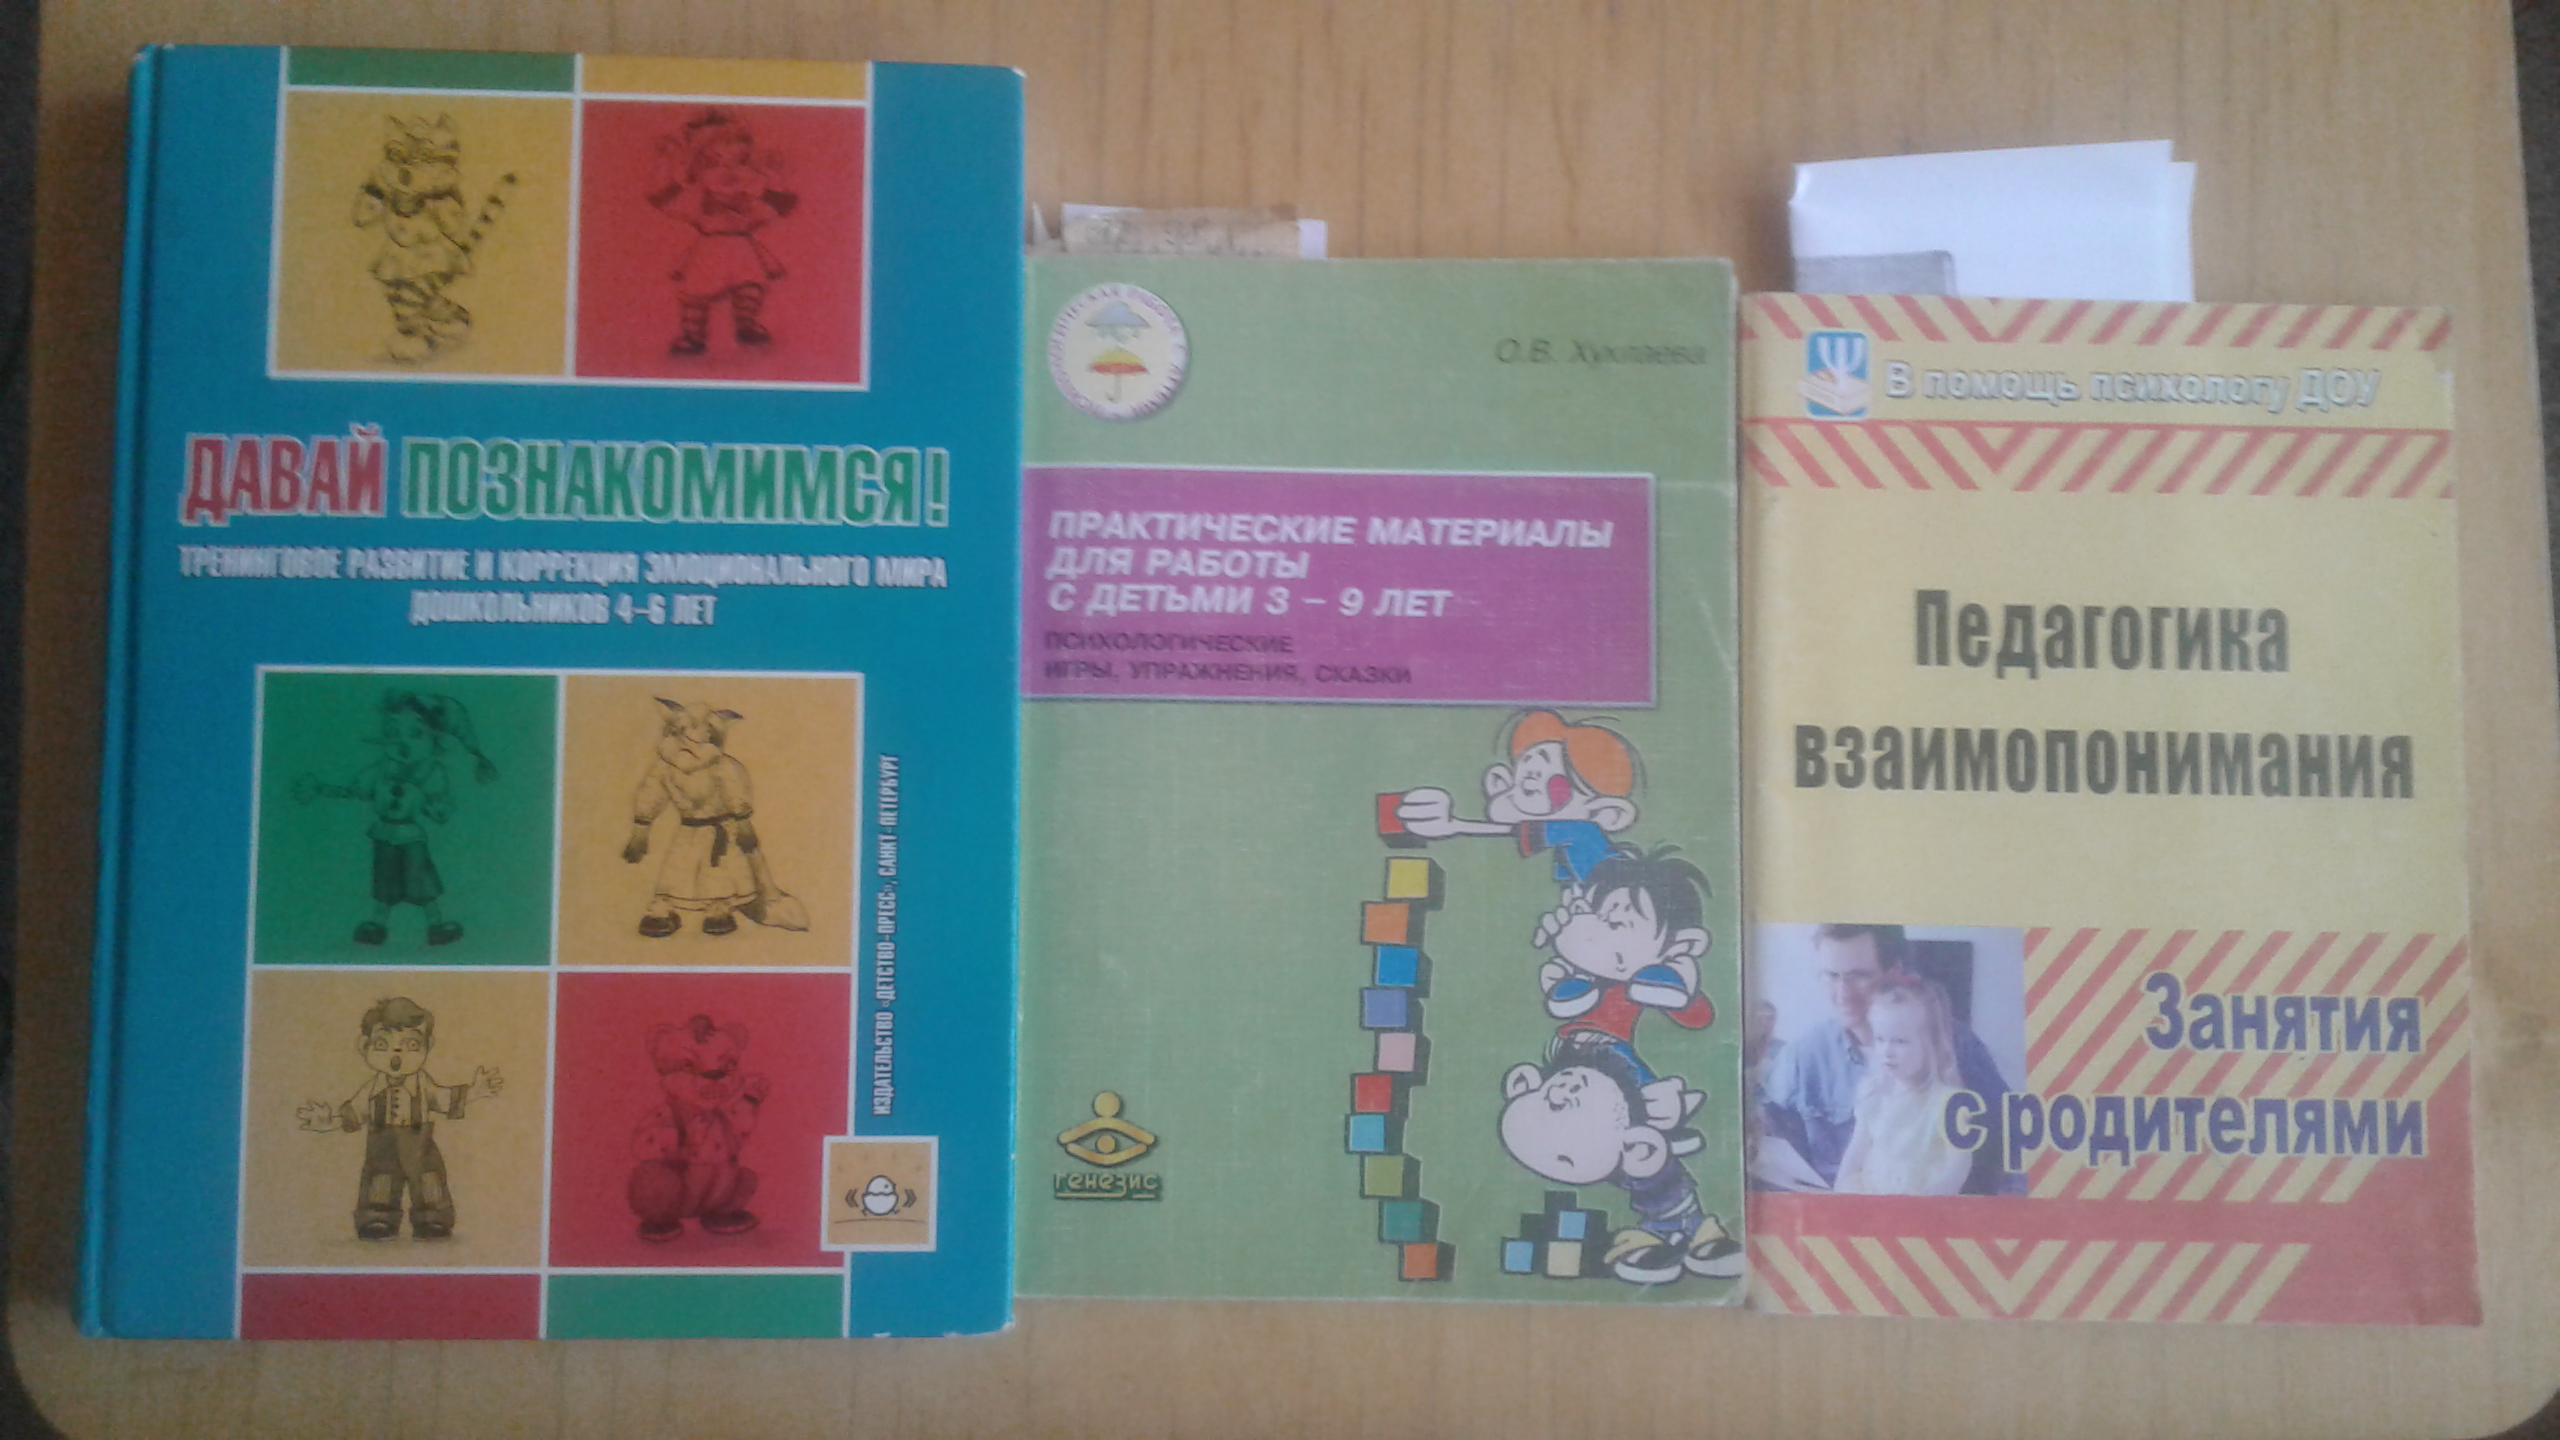 ДАВАЙ ПОЗНАКОМИМСЯ!
ТРЕНИНГОВОЕ РАЗВИТИЕ И КОРРЕКЦИЯ ЭМОЦИОНАЛЬНОГО МИРА
ДОШКОЛЬНИКОВ 4–6 ЛЕТ
ИЗДАТЕЛЬСТВО «ДЕТСТВО-ПРЕСС», САНКТ-ПЕТЕРБУРГ
О.В. Хухлаева
ПРАКТИЧЕСКИЕ МАТЕРИАЛЫ
ДЛЯ РАБОТЫ
С ДЕТЬМИ 3 – 9 ЛЕТ
ПСИХОЛОГИЧЕСКИЕ
ИГРЫ, УПРАЖНЕНИЯ, СКАЗКИ
генезис
В помощь психологу ДОУ
Педагогика
взаимопонимания
Занятия
с родителями